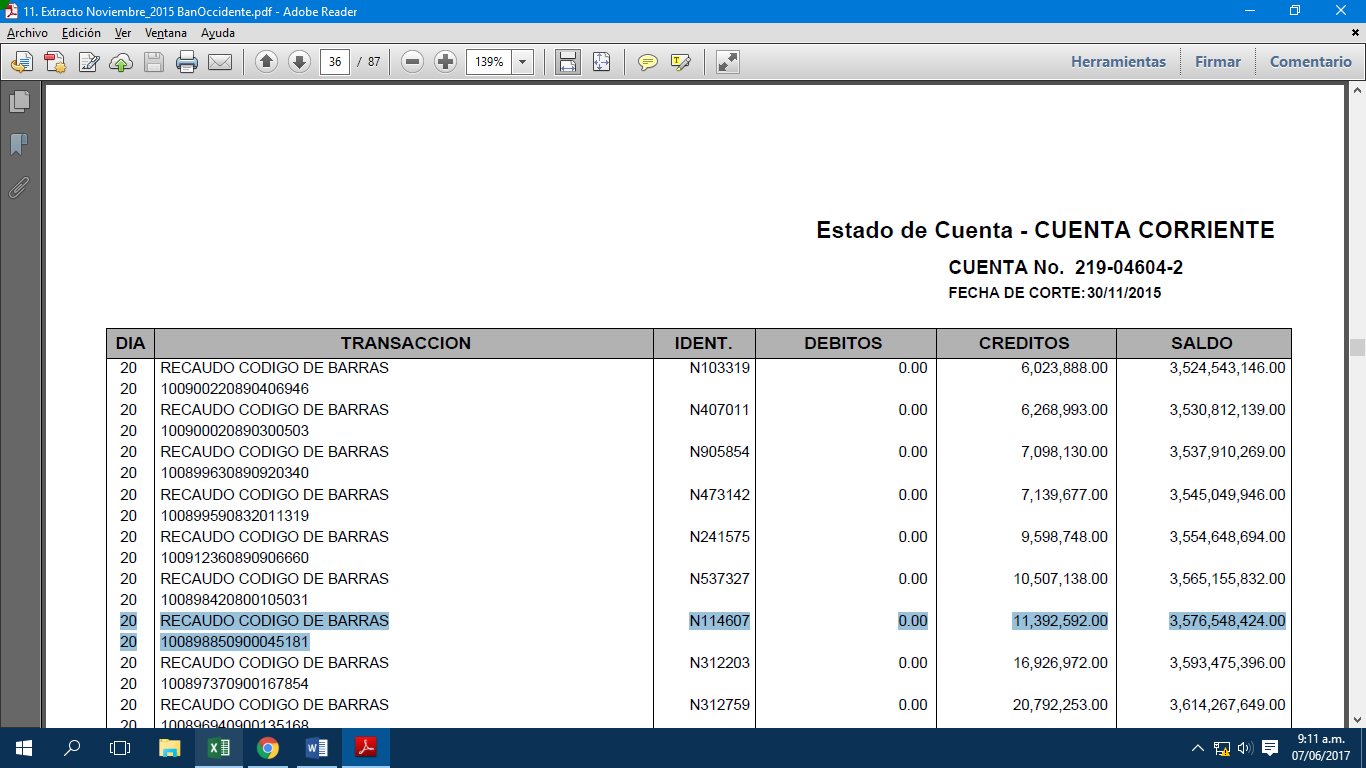 11. Extracto Noviembre_2015 BanOccidente.pdf - Adobe Reader
Archivo Edición Ver Ventana Ayuda
36 / 87 139% Herramientas Firmar Comentario
Estado de Cuenta - CUENTA CORRIENTE
CUENTA No. 219-04604-2
FECHA DE CORTE:30/11/2015
DIA TRANSACCION IDENT. DEBITOS CREDITOS SALDO
20 RECAUDO CODIGO DE BARRAS N103319 0.00 6,023,888.00 3,524,543,146.00
20 100900220890406946
20 RECAUDO CODIGO DE BARRAS N407011 0.00 6,268,993.00 3,530,812,139.00
20 100900020890300503
20 RECAUDO CODIGO DE BARRAS N905854 0.00 7,098,130.00 3,537,910,269.00
20 100899630890920340
20 RECAUDO CODIGO DE BARRAS N473142 0.00 7,139,677.00 3,545,049,946.00
20 100899590832011319
20 RECAUDO CODIGO DE BARRAS N241575 0.00 9,598,748.00 3,554,648,694.00
20 100912360890906660
20 RECAUDO CODIGO DE BARRAS N537327 0.00 10,507,138.00 3,565,155,832.00
20 100898420800105031
20 RECAUDO CODIGO DE BARRAS N114607 0.00 11,392,592.00 3,576,548,424.00
20 100898850900045181
20 RECAUDO CODIGO DE BARRAS N312203 0.00 16,926,972.00 3,593,475,396.00
20 100897370900167854
20 RECAUDO CODIGO DE BARRAS N312759 0.00 20,792,253.00 3,614,267,649.00
20 100896940900135168
9:11 a.m.
07/06/2017